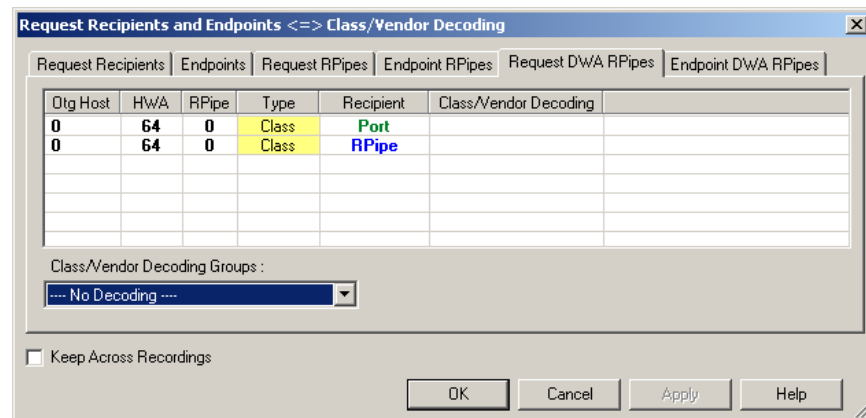 Request Recipients and Endpoints <=> Class/Vendor Decoding
Request Recipients Endpoints Request RPipes Endpoint RPipes Request DWA RPipes Endpoint DWA RPipes
Otg Host HWA RPipe Type Recipient Class/Vendor Decoding
0 64 0 Class Port
0 64 0 Class RPipe
Class/Vendor Decoding Groups :
---- No Decoding ----
Keep Across Recordings
OK Cancel Apply Help